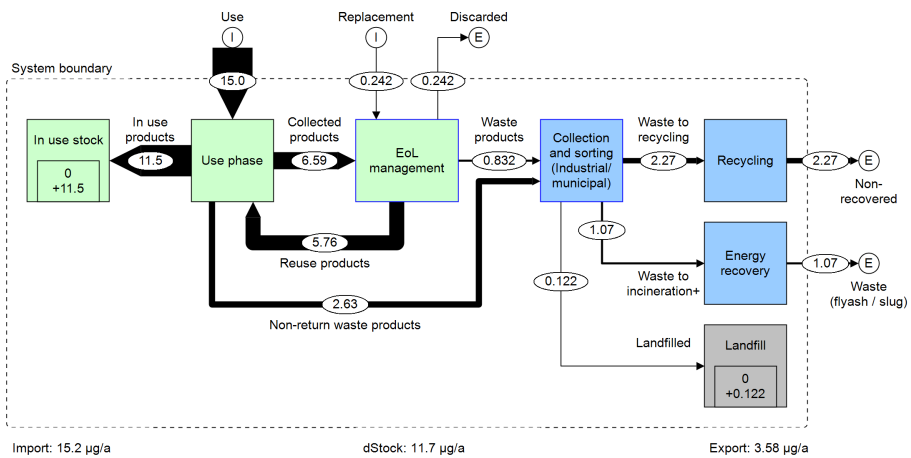 Use
Replacement
Discarded
I
I
E
System boundary
15.0
0.242
0.242
In use stock
0
+11.5
In use
products
11.5
Use phase
Collected
products
6.59
EoL
management
Waste
products
0.832
Collection
and sorting
(Industrial/
municipal)
Waste to
recycling
2.27
Recycling
2.27
E
Non-
recovered
5.76
Reuse products
2.63
Non-return waste products
1.07
0.122
Waste to
incineration+
Energy
recovery
1.07
E
Waste
(flyash / slug)
Landfilled
Landfill
0
+0.122
Import: 15.2 µg/a
dStock: 11.7 µg/a
Export: 3.58 µg/a